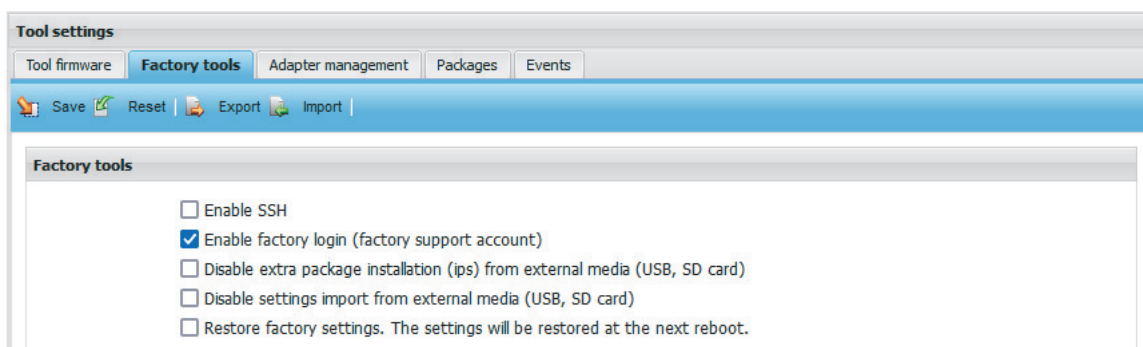 Tool settings
Tool firmware Factory tools Adapter management Packages Events
Save Reset Export Import
Factory tools
Enable SSH
Enable factory login (factory support account)
Disable extra package installation (ips) from external media (USB, SD card)
Disable settings import from external media (USB, SD card)
Restore factory settings. The settings will be restored at the next reboot.